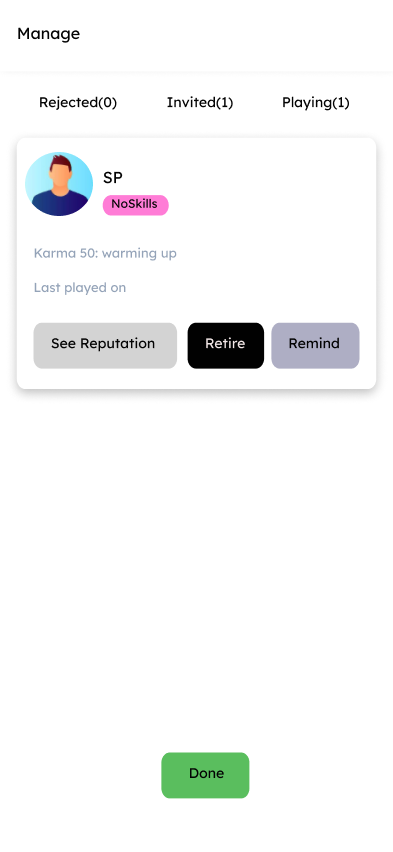 Manage
Rejected(0) Invited(1) Playing(1)
SP
NoSkills
Karma 50: warming up
Last played on
See Reputation Retire Remind
Done